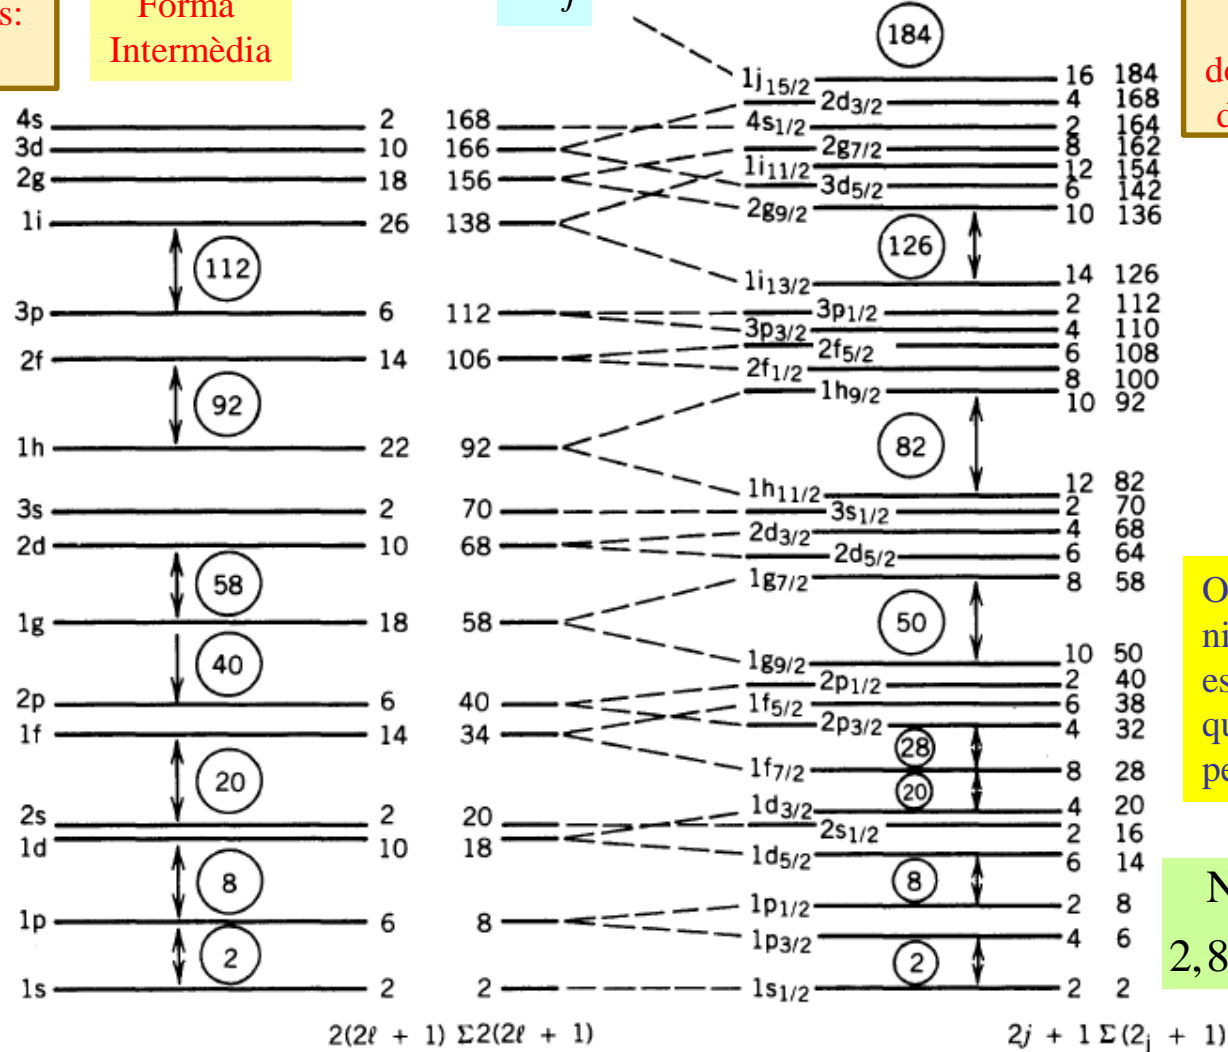 s:
Forma
Intermèdia
j
do
d
4s 2 168
3d 10 166
2g 18 156
1i 26 138
112
3p 6 112
2f 14 106
92
1h 22 92
3s 2 70
2d 10 68
58
1g 18 58
40
2p 6 40
1f 14 34
20
2s 2 20
1d 10 18
8
1p 6 8
2
1s 2 2
2(2ℓ + 1) Σ2(2ℓ + 1)
184
1j15/2 16 184
2d3/2 4 168
4s1/2 2 164
2g7/2 8 162
1i11/2 12 154
3d5/2 6 142
2g9/2 10 136
126
1i13/2 14 126
3p1/2 2 112
3p3/2 4 110
2f5/2 6 108
2f1/2 8 100
1h9/2 10 92
82
1h11/2 12 82
3s1/2 2 70
2d3/2 4 68
2d5/2 6 64
1g7/2 8 58
50
1g9/2 10 50
2p1/2 2 40
1f5/2 6 38
2p3/2 4 32
28
1f7/2 8 28
20
1d3/2 4 20
2s1/2 2 16
1d5/2 6 14
8
1p1/2 2 8
1p3/2 4 6
2
1s1/2 2 2
2j + 1 Σ(2j + 1)
O
ni
es
qu
pe
N
2,8